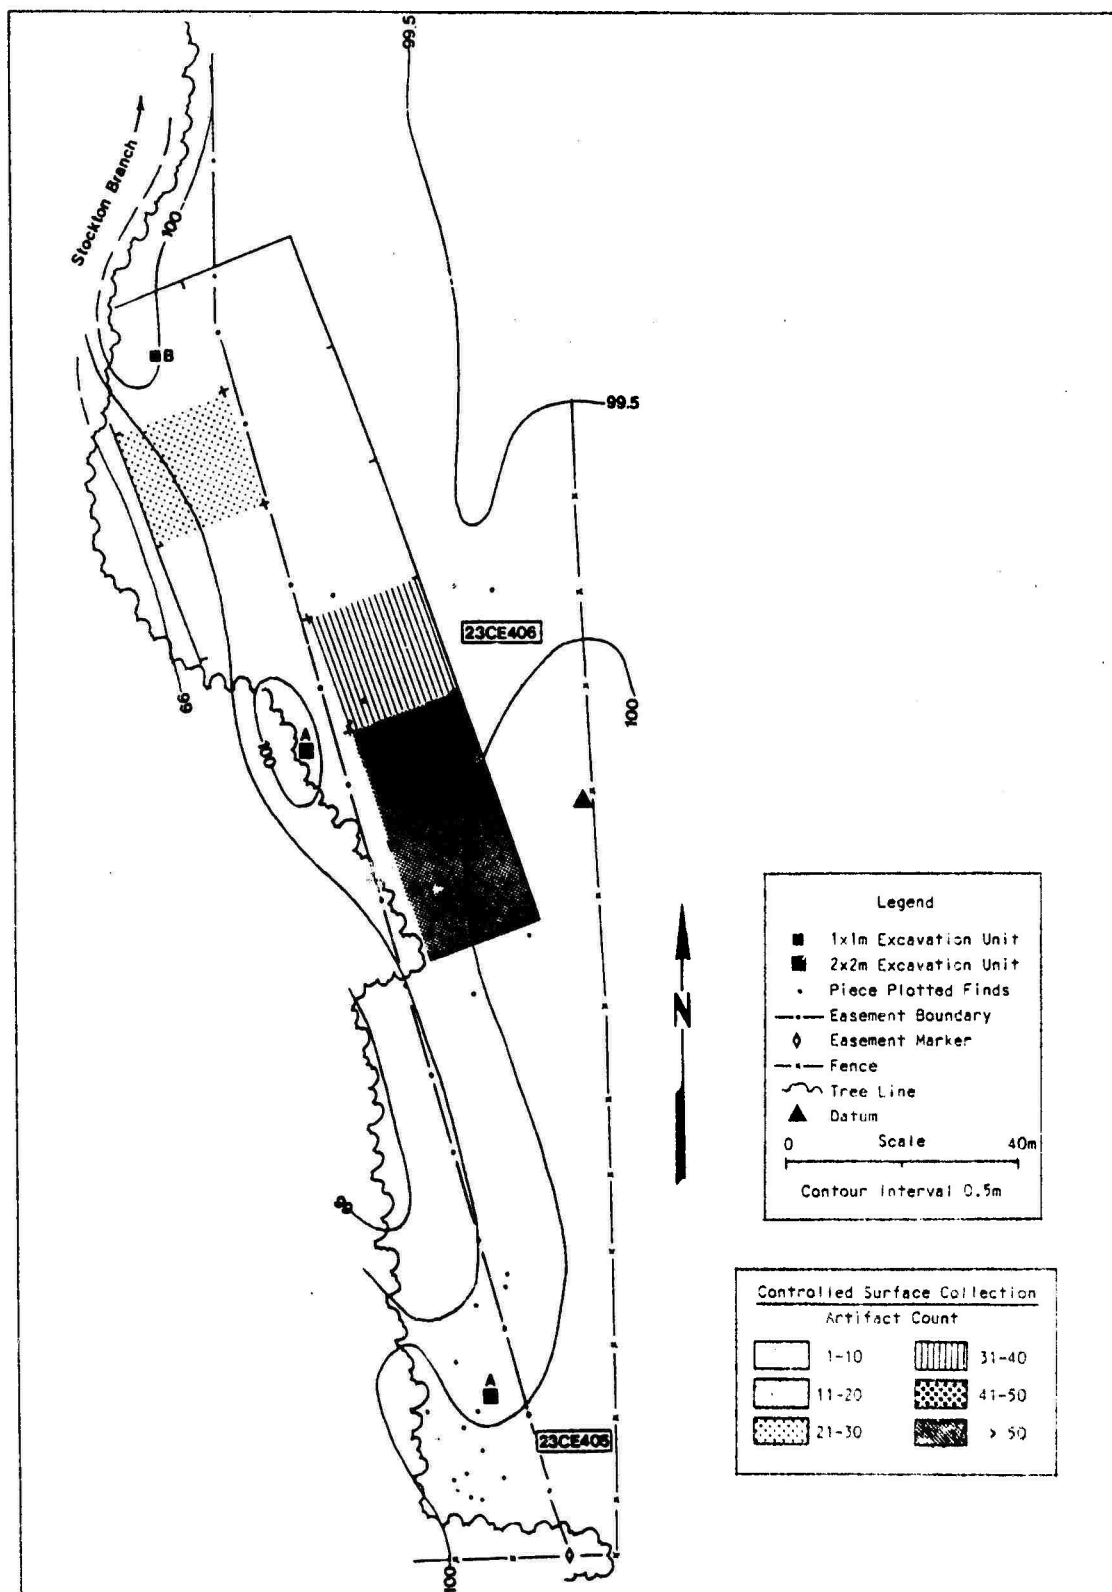 99.5
Stockton Branch
100
B
99.5
23CE406
99
100
A
100
Legend
1x1m Excavation Unit
2x2m Excavation Unit
Piece Plotted Finds
Easement Boundary
Easement Marker
Fence
Tree Line
Datum
0 Scale 40m
Contour Interval 0.5m
N
99
A
23CE405
100
Controlled Surface Collection
Artifact Count
1-10 31-40
11-20 41-50
21-30 > 50